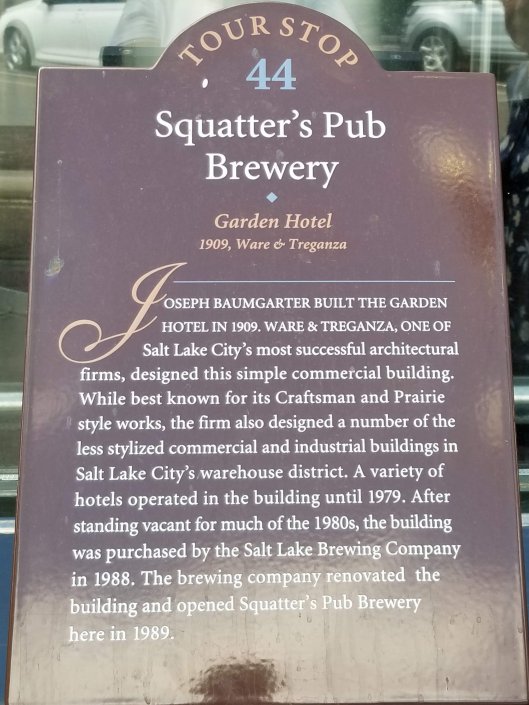 TOUR STOP
44
Squatter's Pub
Brewery
Garden Hotel
1909, Ware & Treganza
JOSEPH BAUMGARTER BUILT THE GARDEN
HOTEL IN 1909. WARE & TREGANZA, ONE OF
Salt Lake City's most successful architectural
firms, designed this simple commercial building.
While best known for its Craftsman and Prairie
style works, the firm also designed a number of the
less stylized commercial and industrial buildings in
Salt Lake City's warehouse district. A variety of
hotels operated in the building until 1979. After
standing vacant for much of the 1980s, the building
was purchased by the Salt Lake Brewing Company
in 1988. The brewing company renovated the
building and opened Squatter's Pub Brewery
here in 1989.